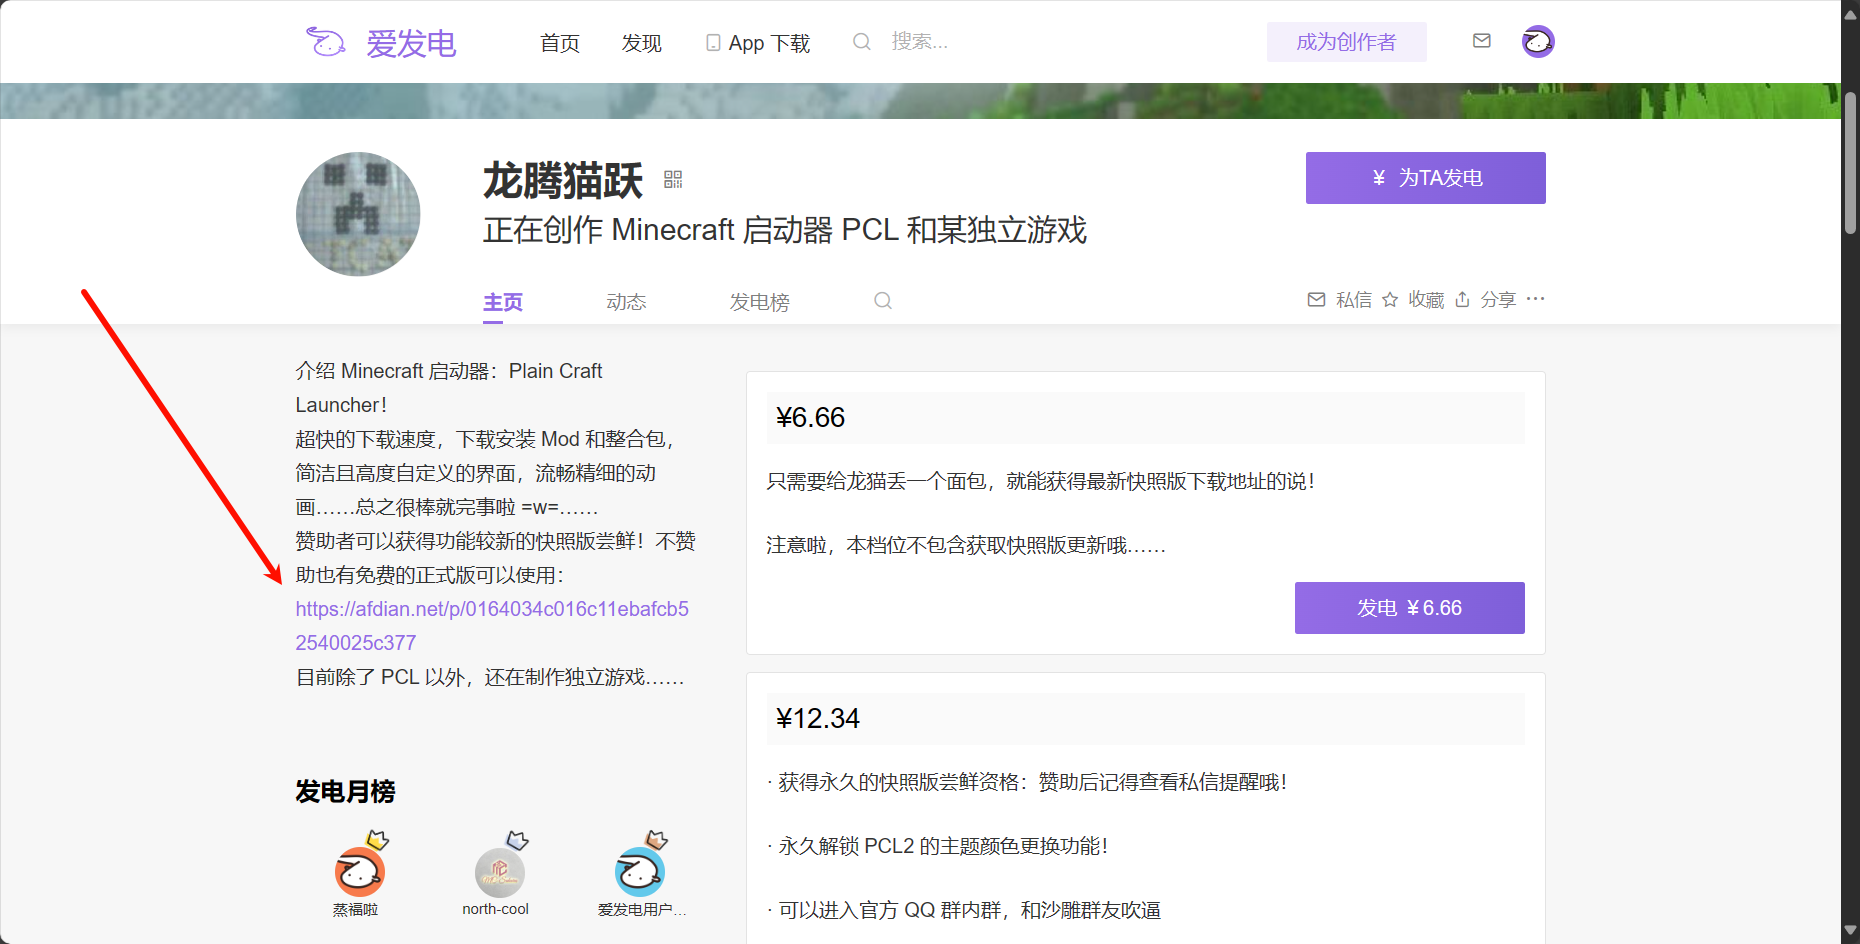 爱发电
首页
发现
App 下载
搜索...
成为创作者
龙腾猫跃
¥ 为TA发电
正在创作 Minecraft 启动器 PCL 和某独立游戏
主页
动态
发电榜
私信
收藏
分享
介绍 Minecraft 启动器：Plain Craft
Launcher！
超快的下载速度，下载安装 Mod 和整合包，
简洁且高度自定义的界面，流畅精细的动
画……总之很棒就完事啦 =w=……
赞助者可以获得功能较新的快照版尝鲜！不赞
助也有免费的正式版可以使用：
https://afdian.net/p/0164034c016c11ebafcb5
2540025c377
目前除了 PCL 以外，还在制作独立游戏……
发电月榜
蒸福啦
north-cool
爱发电用户…
¥6.66
只需要给龙猫丢一个面包，就能获得最新快照版下载地址的说！
注意啦，本档位不包含获取快照版更新哦……
发电 ¥6.66
¥12.34
· 获得永久的快照版尝鲜资格：赞助后记得查看私信提醒哦！
· 永久解锁 PCL2 的主题颜色更换功能！
· 可以进入官方 QQ 群内群，和沙雕群友吹逼